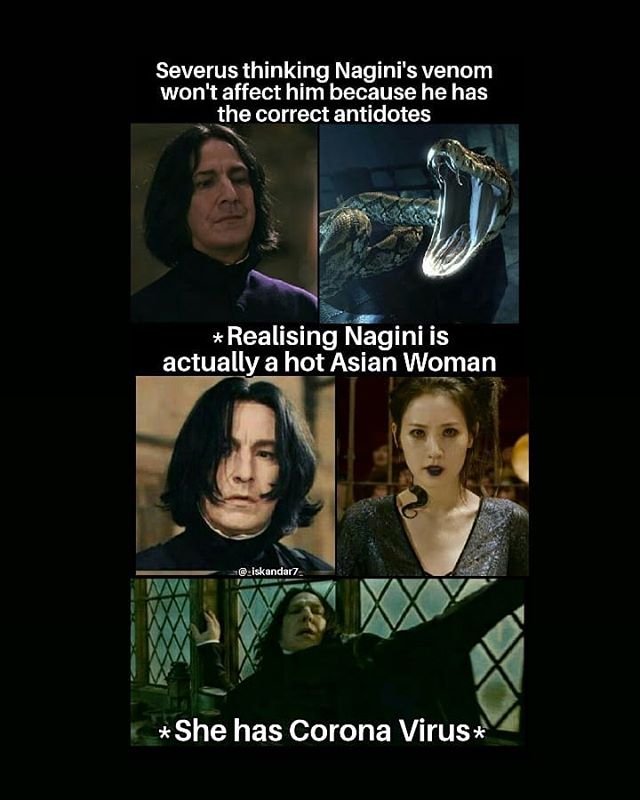 Severus thinking Nagini's venom
won't affect him because he has
the correct antidotes
*Realising Nagini is
actually a hot Asian Woman
@_iskandar7_
*She has Corona Virus*